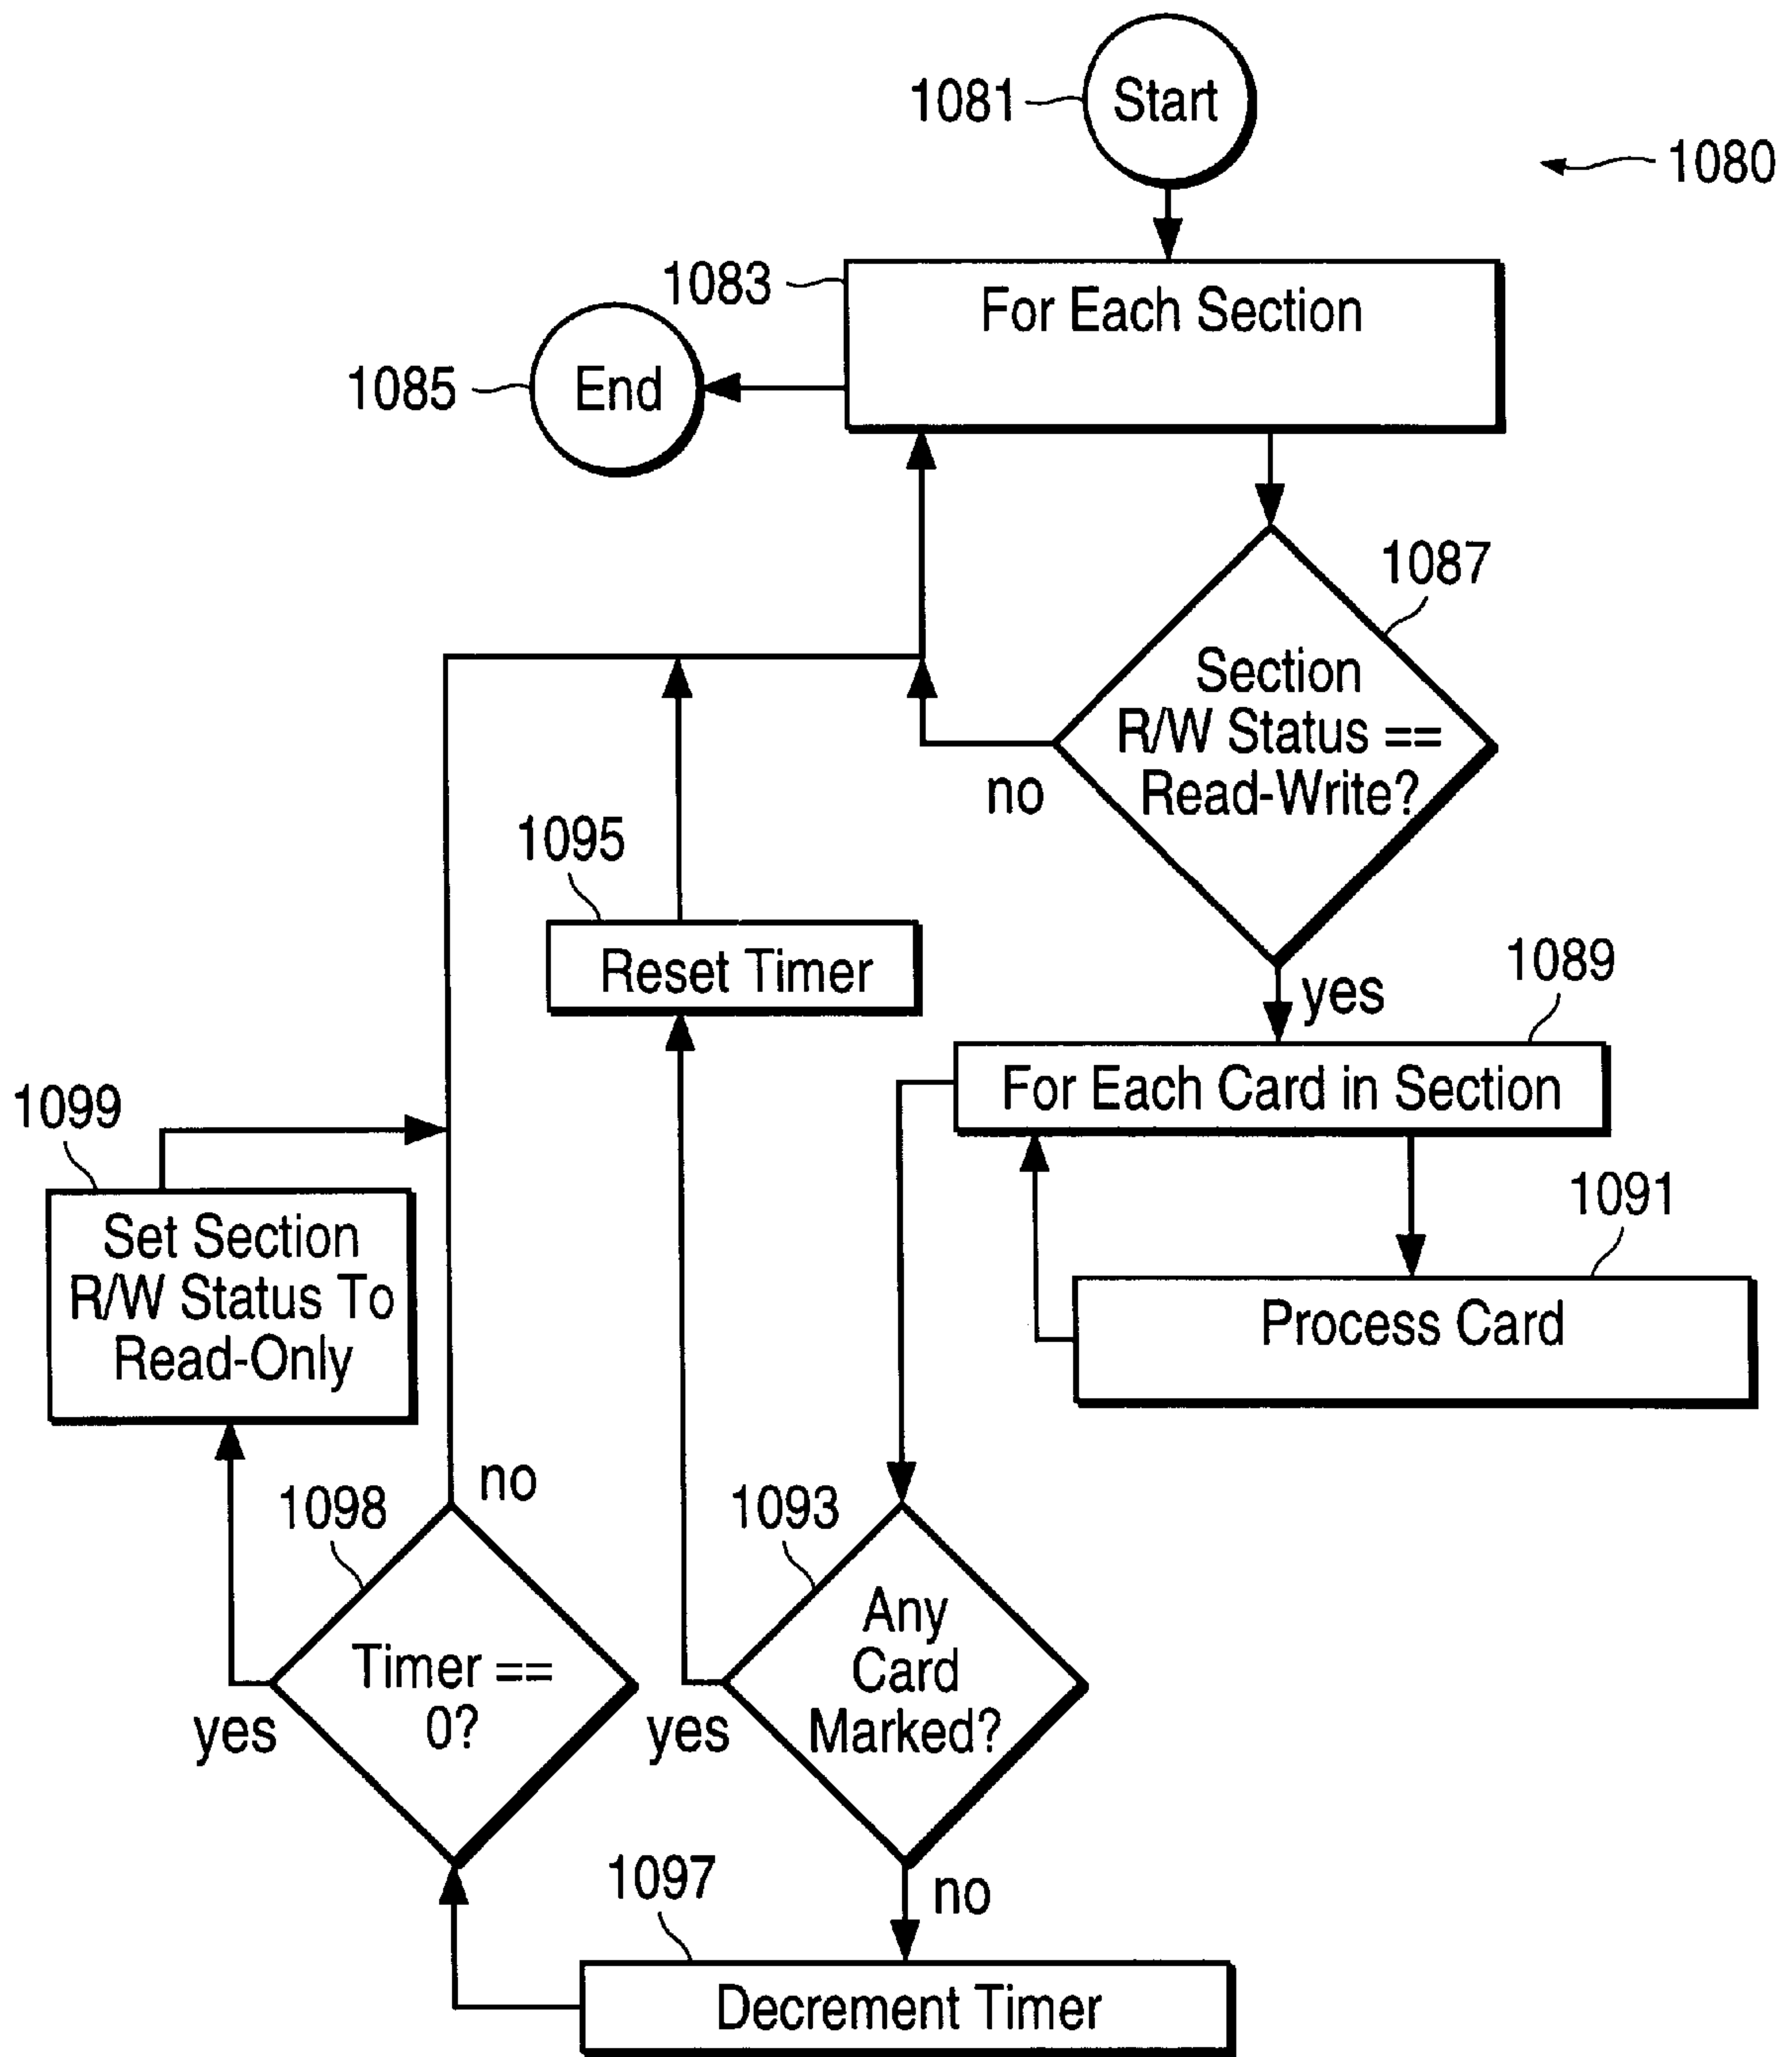 Start
1081
1080
1083
For Each Section
1085
End
1087
Section
R/W Status ==
Read-Write?
no
1095
Reset Timer
yes
1089
For Each Card in Section
1099
Set Section
R/W Status To
Read-Only
1091
Process Card
no
1098
Timer ==
0?
yes
1093
Any
Card
Marked?
yes
no
1097
Decrement Timer